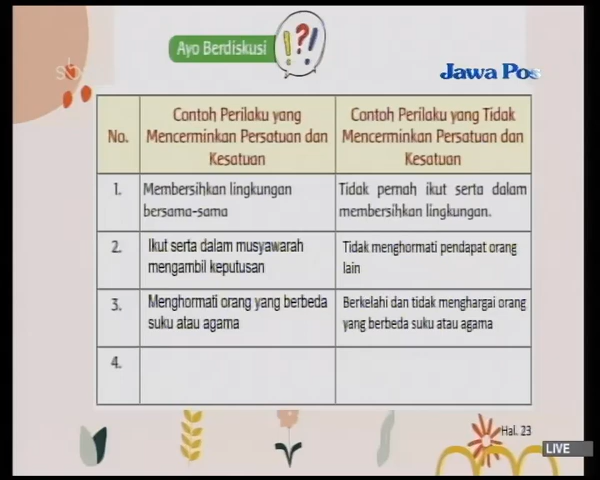 Ayo Berdiskusi
!?!
Jawa Pos
No.
Contoh Perilaku yang
Mencerminkan Persatuan dan
Kesatuan
Contoh Perilaku yang Tidak
Mencerminkan Persatuan dan
Kesatuan
1.
Membersihkan lingkungan
bersama-sama
Tidak pernah ikut serta dalam
membersihkan lingkungan.
2.
Ikut serta dalam musyawarah
mengambil keputusan
Tidak menghormati pendapat orang
lain
3.
Menghormati orang yang berbeda
suku atau agama
Berkelahi dan tidak menghargai orang
yang berbeda suku atau agama
4.
Hal. 23
LIVE